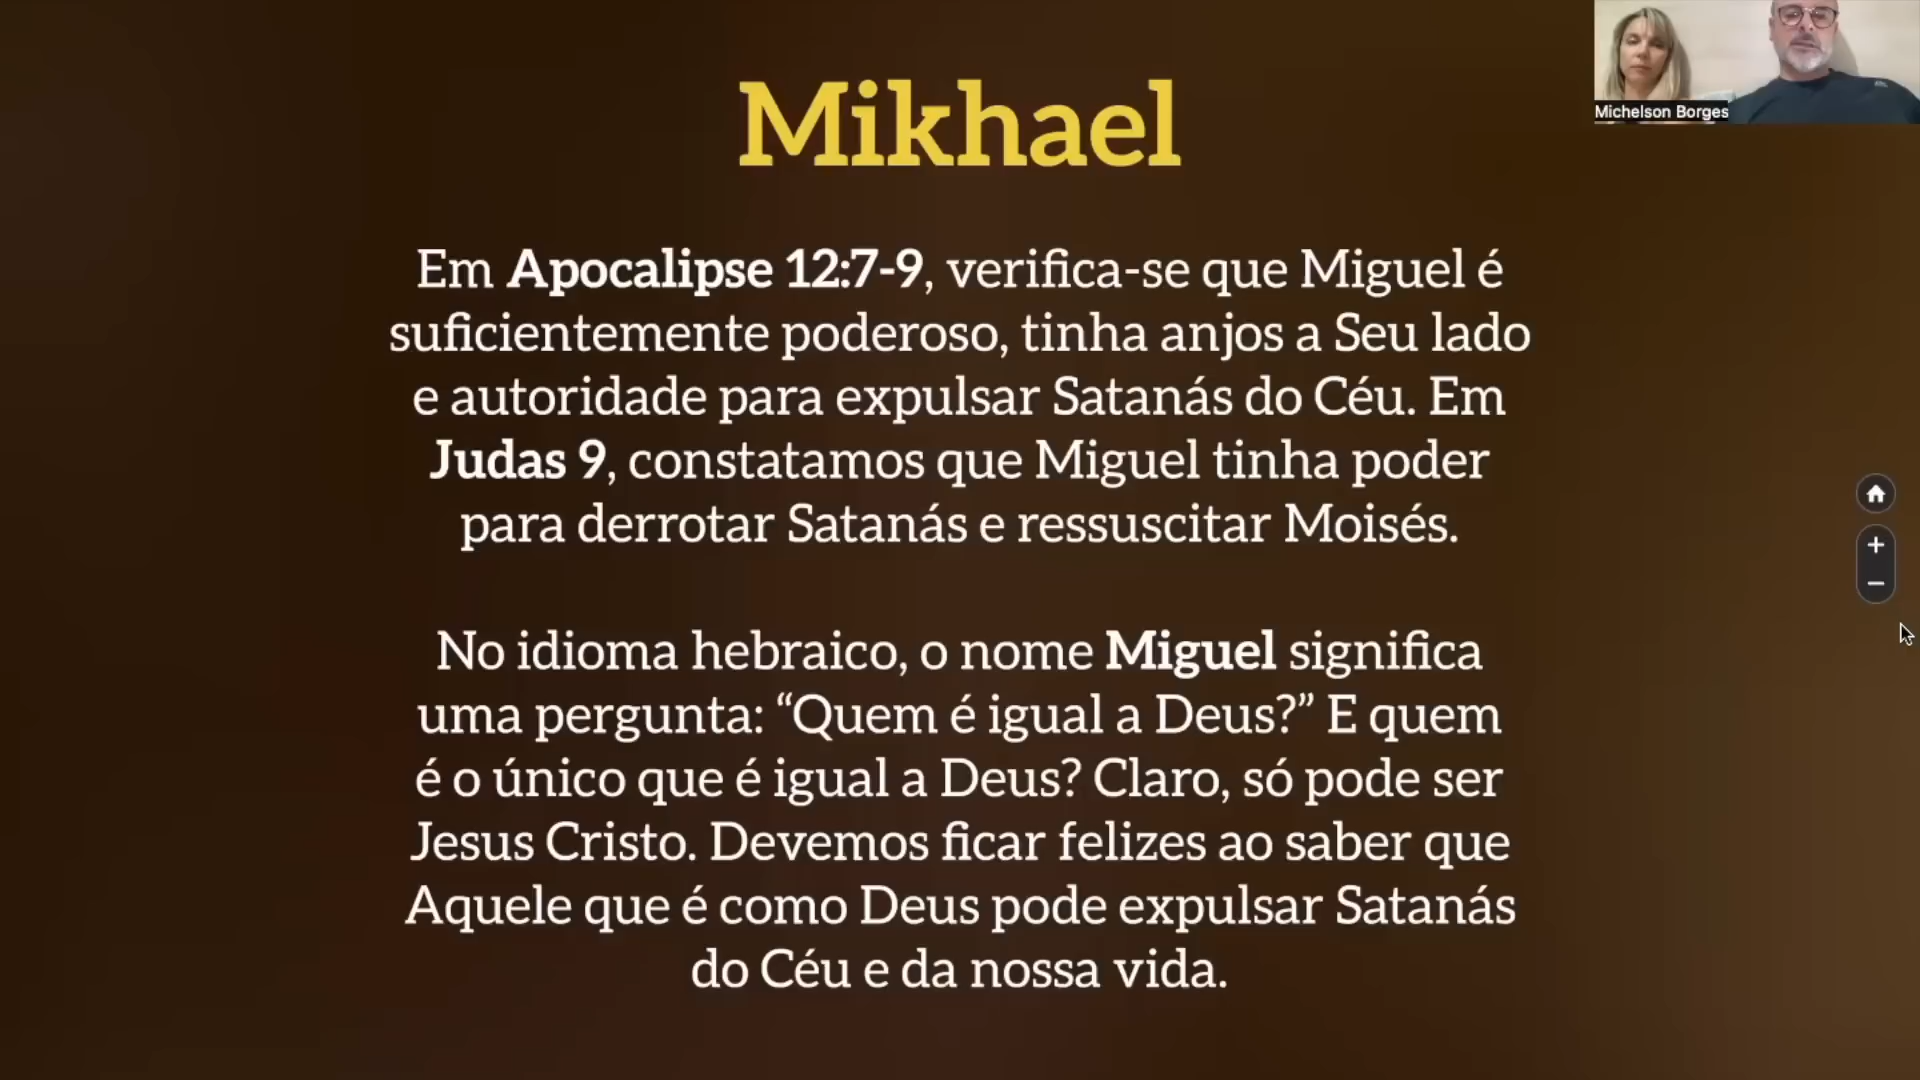 Mikhael
Michelson Borges
Em Apocalipse 12:7-9, verifica-se que Miguel é
suficientemente poderoso, tinha anjos a Seu lado
e autoridade para expulsar Satanás do Céu. Em
Judas 9, constatamos que Miguel tinha poder
para derrotar Satanás e ressuscitar Moisés.
No idioma hebraico, o nome Miguel significa
uma pergunta: “Quem é igual a Deus?” E quem
é o único que é igual a Deus? Claro, só pode ser
Jesus Cristo. Devemos ficar felizes ao saber que
Aquele que é como Deus pode expulsar Satanás
do Céu e da nossa vida.